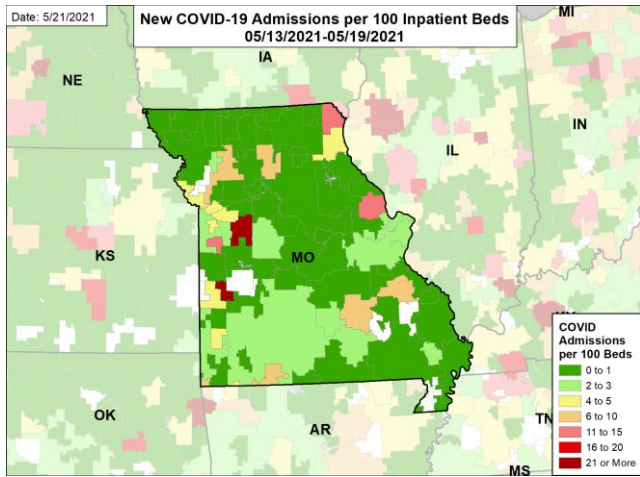 Date: 5/21/2021
New COVID-19 Admissions per 100 Inpatient Beds
05/13/2021-05/19/2021
MI
IA
NE
IL
IN
MO
KS
COVID
Admissions
per 100 Beds
0 to 1
2 to 3
4 to 5
6 to 10
11 to 15
16 to 20
21 or More
OK
AR
TN
MS